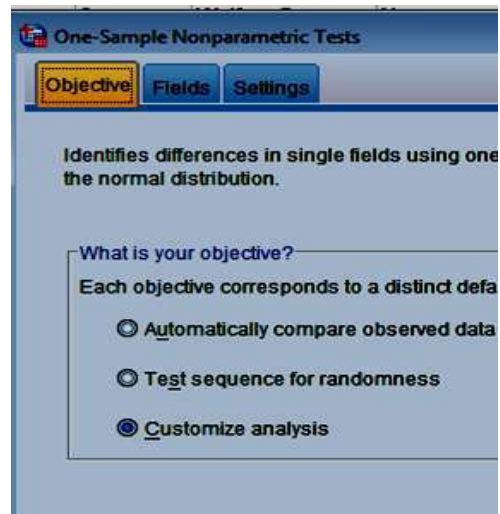 One-Sample Nonparametric Tests
Objective Fields Settings
Identifies differences in single fields using one
the normal distribution.
What is your objective?
Each objective corresponds to a distinct defa
Automatically compare observed data
Test sequence for randomness
Customize analysis